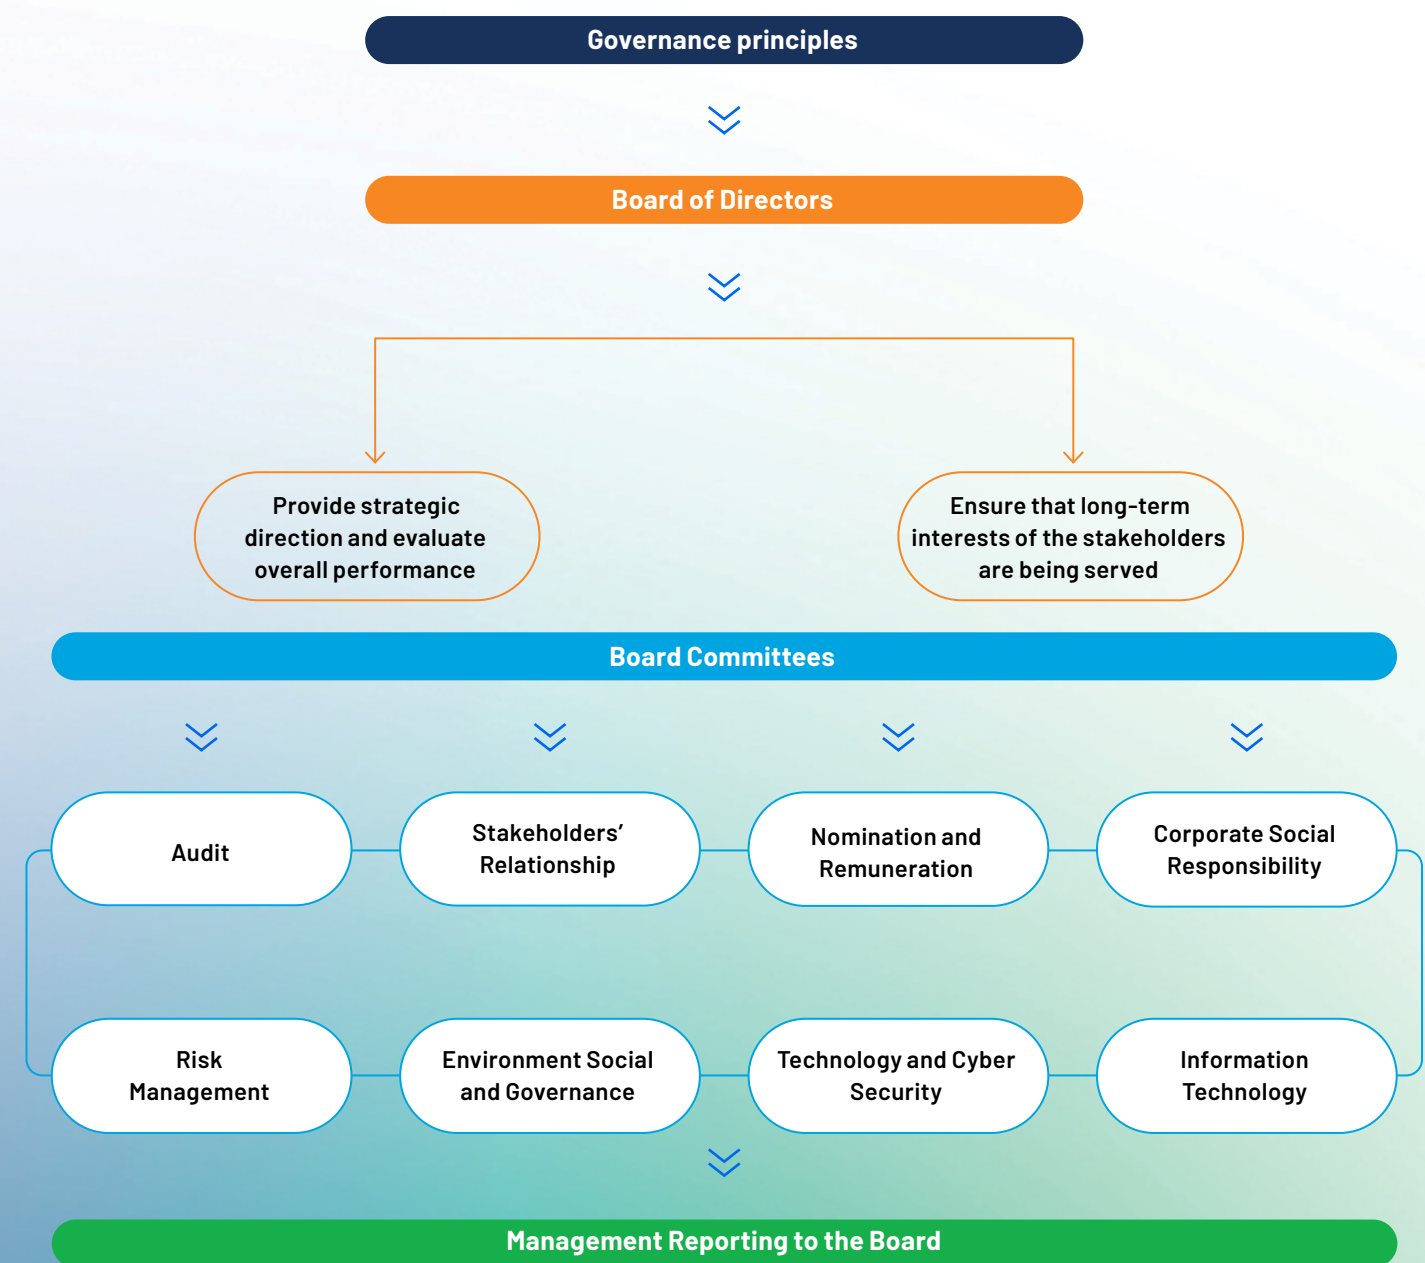 Governance principles
Board of Directors
Provide strategic
direction and evaluate
overall performance
Ensure that long-term
interests of the stakeholders
are being served
Board Committees
Audit
Stakeholders’
Relationship
Nomination and
Remuneration
Corporate Social
Responsibility
Risk
Management
Environment Social
and Governance
Technology and Cyber
Security
Information
Technology
Management Reporting to the Board